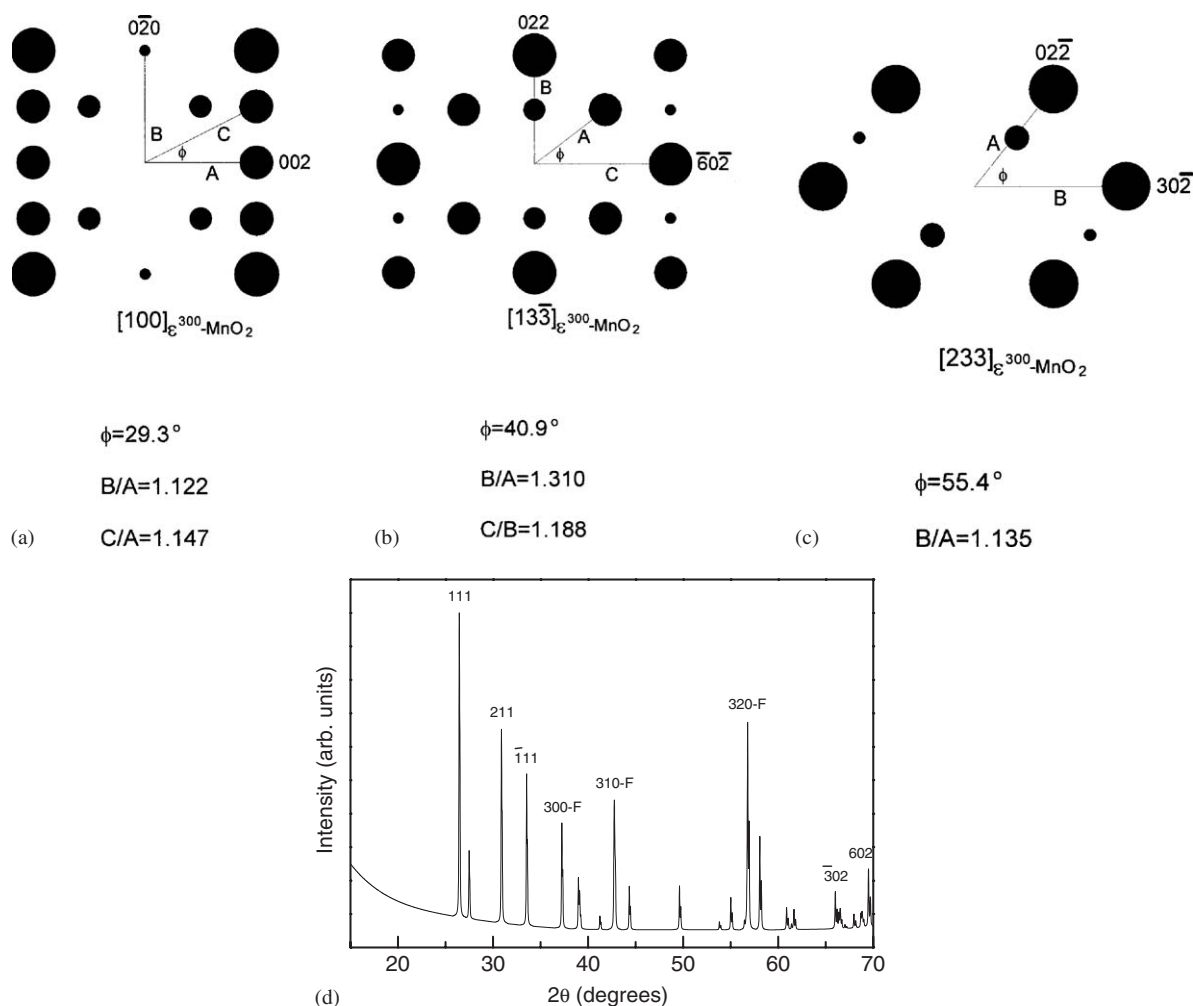 02̅0
B
C
ϕ
A
002
[100]ε³⁰⁰-MnO₂
ϕ=29.3°
B/A=1.122
C/A=1.147
(a)
022
B
A
ϕ
C
6̅02̅
[13̅3̅]ε³⁰⁰-MnO₂
ϕ=40.9°
B/A=1.310
C/B=1.188
(b)
022̅
A
ϕ
B
302̅
[233]ε³⁰⁰-MnO₂
ϕ=55.4°
B/A=1.135
(c)
Intensity (arb. units)
111
211
1̅11
300-F
310-F
320-F
3̅02
602
20 30 40 50 60 70
2θ (degrees)
(d)